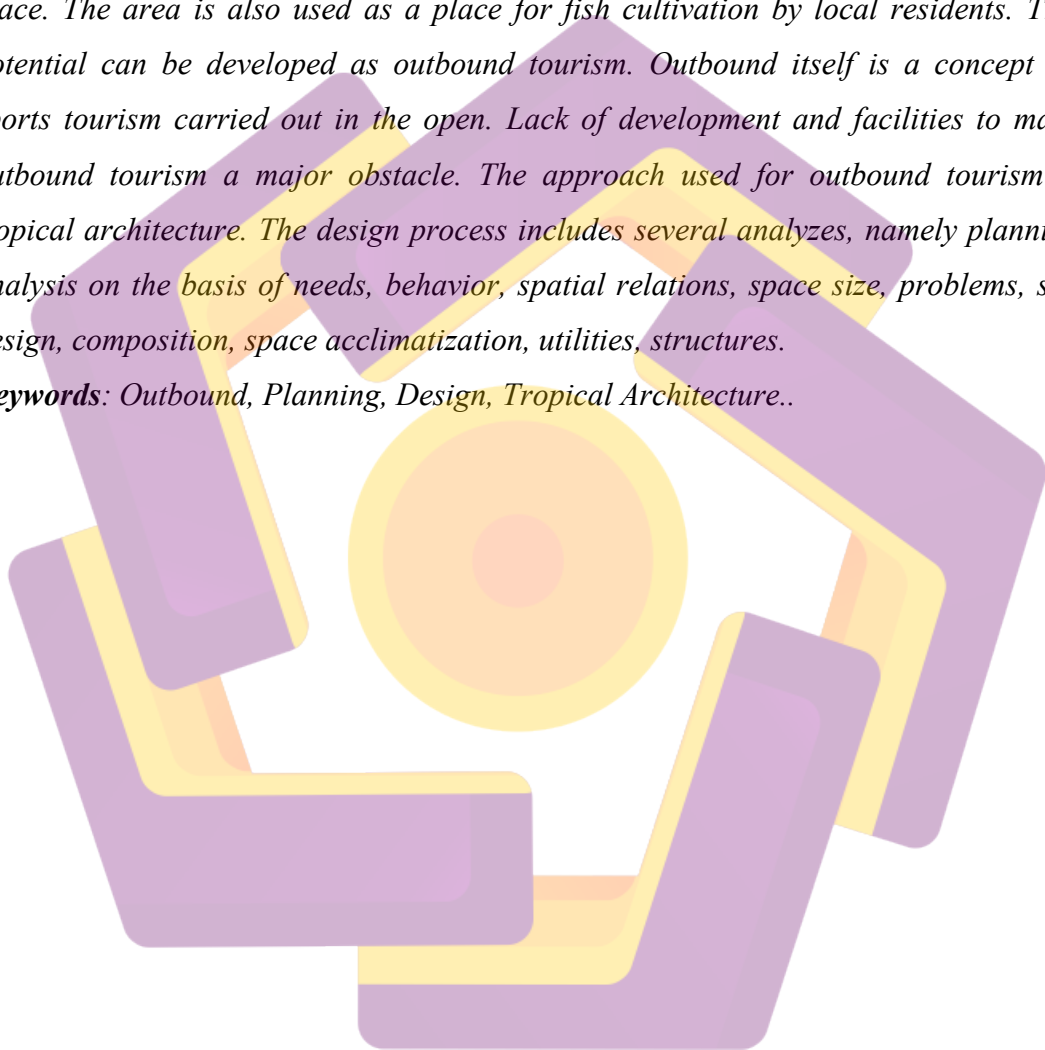 ace. The area is also used as a place for fish cultivation by local residents. T
otential can be developed as outbound tourism. Outbound itself is a concept
orts tourism carried out in the open. Lack of development and facilities to ma
utbound tourism a major obstacle. The approach used for outbound tourism
opical architecture. The design process includes several analyzes, namely planni
nalysis on the basis of needs, behavior, spatial relations, space size, problems, s
esign, composition, space acclimatization, utilities, structures.
eywords: Outbound, Planning, Design, Tropical Architecture..